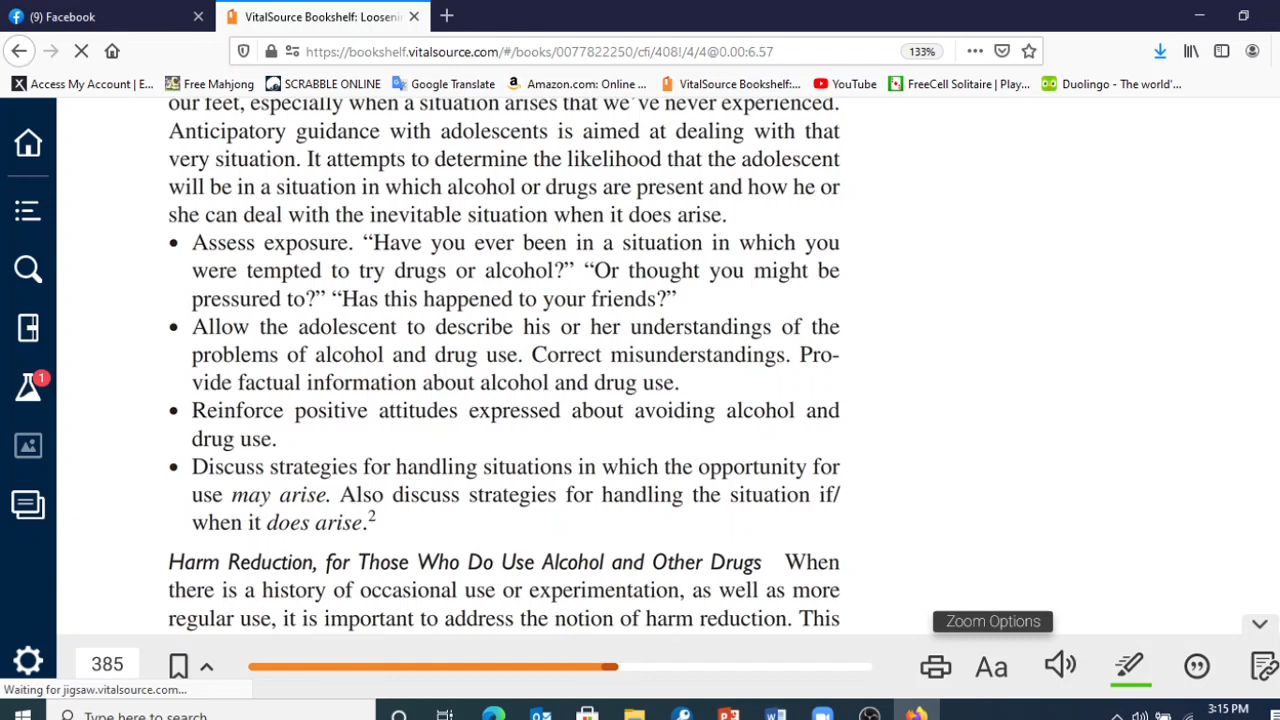 (9) Facebook
VitalSource Bookshelf: Loosenin
https://bookshelf.vitalsource.com/#/books/0077822250/cfi/408!/4/4@0.00:6.57
133%
Access My Account | E...
Free Mahjong
SCRABBLE ONLINE
Google Translate
Amazon.com: Online ...
VitalSource Bookshelf:...
YouTube
FreeCell Solitaire | Play...
Duolingo - The world'...
our feet, especially when a situation arises that we've never experienced.
Anticipatory guidance with adolescents is aimed at dealing with that
very situation. It attempts to determine the likelihood that the adolescent
will be in a situation in which alcohol or drugs are present and how he or
she can deal with the inevitable situation when it does arise.
• Assess exposure. “Have you ever been in a situation in which you
were tempted to try drugs or alcohol?” “Or thought you might be
pressured to?” “Has this happened to your friends?”
• Allow the adolescent to describe his or her understandings of the
problems of alcohol and drug use. Correct misunderstandings. Pro-
vide factual information about alcohol and drug use.
• Reinforce positive attitudes expressed about avoiding alcohol and
drug use.
• Discuss strategies for handling situations in which the opportunity for
use may arise. Also discuss strategies for handling the situation if/
when it does arise.2
Harm Reduction, for Those Who Do Use Alcohol and Other Drugs When
there is a history of occasional use or experimentation, as well as more
regular use, it is important to address the notion of harm reduction. This
1
Zoom Options
385
Aa
Waiting for jigsaw.vitalsource.com...
Type here to search
3:15 PM